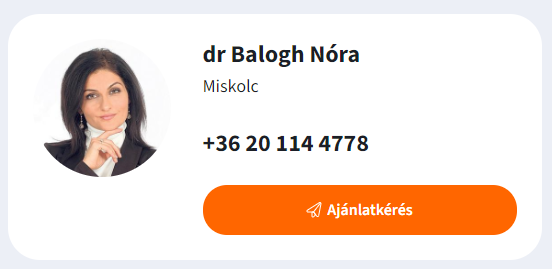 dr Balogh Nóra
Miskolc
+36 20 114 4778
Ajánlatkérés